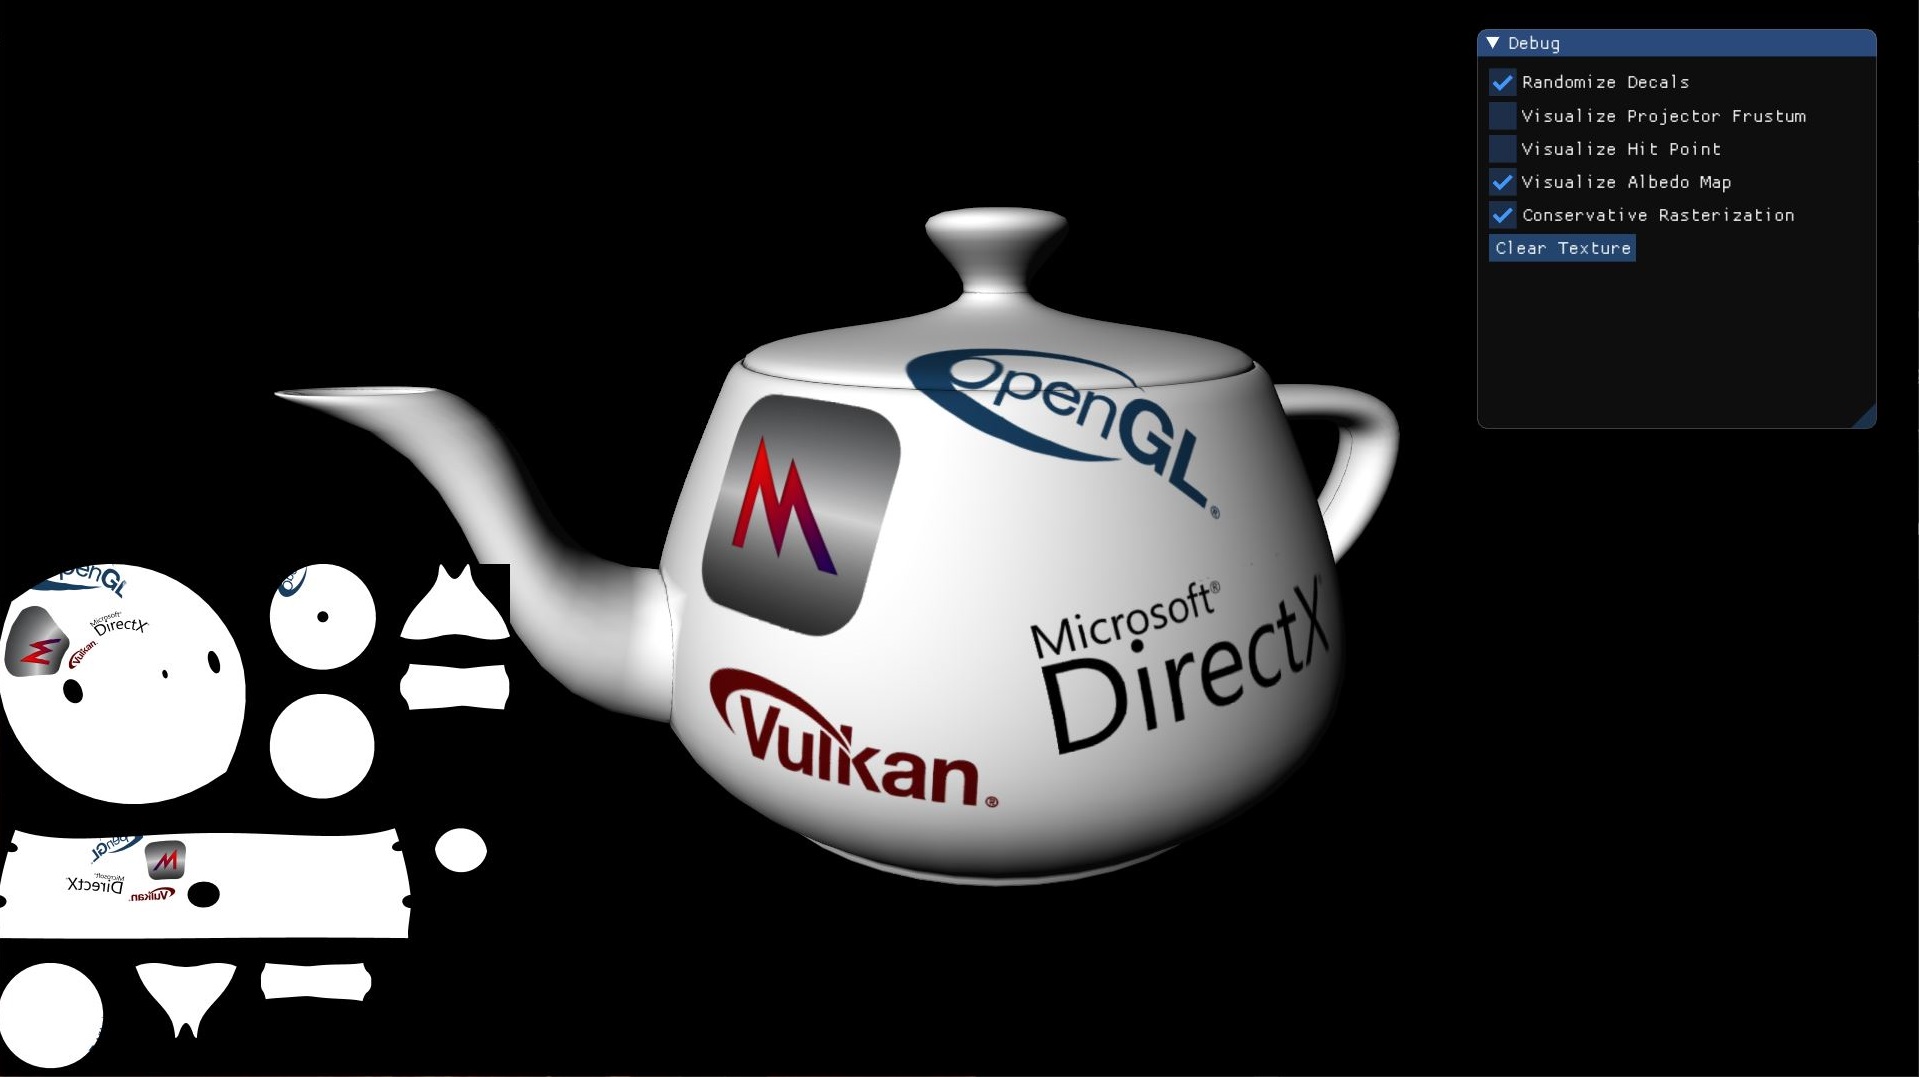 Debug
Randomize Decals
Visualize Projector Frustum
Visualize Hit Point
Visualize Albedo Map
Conservative Rasterization
Clear Texture
OpenGL®
M
Microsoft®
DirectX
Vulkan®
penGL
Microsoft
DirectX
Vulkan
M
OpenGL
M
Microsoft
DirectX
Vulkan